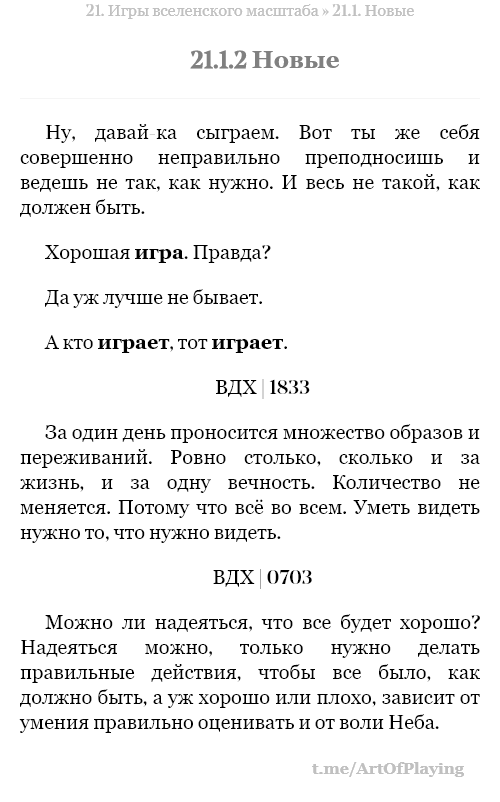 21. Игры вселенского масштаба » 21.1. Новые
21.1.2 Новые
Ну, давай-ка сыграем. Вот ты же себя
совершенно неправильно преподносишь и
ведешь не так, как нужно. И весь не такой, как
должен быть.
Хорошая игра. Правда?
Да уж лучше не бывает.
А кто играет, тот играет.
ВДХ | 1833
За один день проносится множество образов и
переживаний. Ровно столько, сколько и за
жизнь, и за одну вечность. Количество не
меняется. Потому что всё во всем. Уметь видеть
нужно то, что нужно видеть.
ВДХ | 0703
Можно ли надеяться, что все будет хорошо?
Надеяться можно, только нужно делать
правильные действия, чтобы все было, как
должно быть, а уж хорошо или плохо, зависит от
умения правильно оценивать и от воли Неба.
t.me/ArtOfPlaying